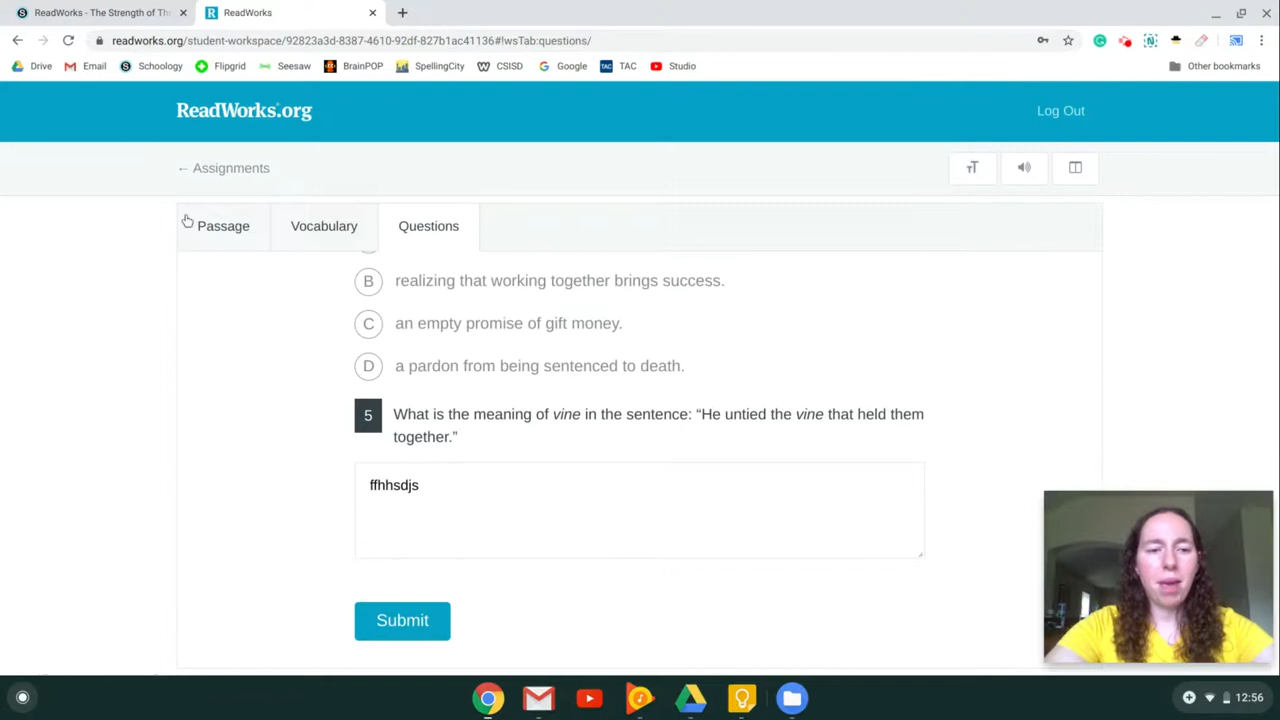 ReadWorks - The Strength of Thr
ReadWorks
readworks.org/student-workspace/92823a3d-8387-4610-92df-827b1ac41136#!wsTab:questions/
Drive Email Schoology Flipgrid Seesaw BrainPOP SpellingCity CSISD Google TAC Studio Other bookmarks
ReadWorks.org
Log Out
← Assignments
Passage Vocabulary Questions
B realizing that working together brings success.
C an empty promise of gift money.
D a pardon from being sentenced to death.
5 What is the meaning of vine in the sentence: “He untied the vine that held them
together.”
ffhhsdjs
Submit
12:56